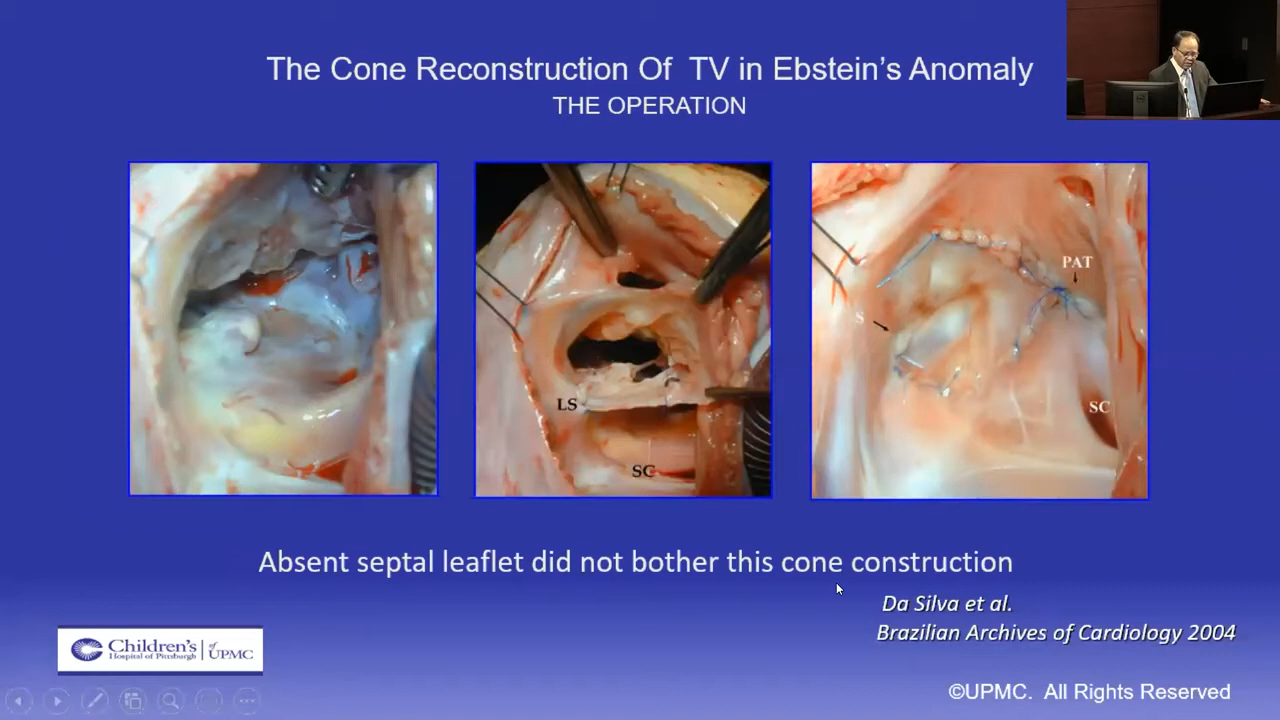 The Cone Reconstruction Of TV in Ebstein's Anomaly
THE OPERATION
LS
SC
PAT
S
SC
Absent septal leaflet did not bother this cone construction
Da Silva et al.
Brazilian Archives of Cardiology 2004
Children's
Hospital of Pittsburgh
of
UPMC
©UPMC. All Rights Reserved